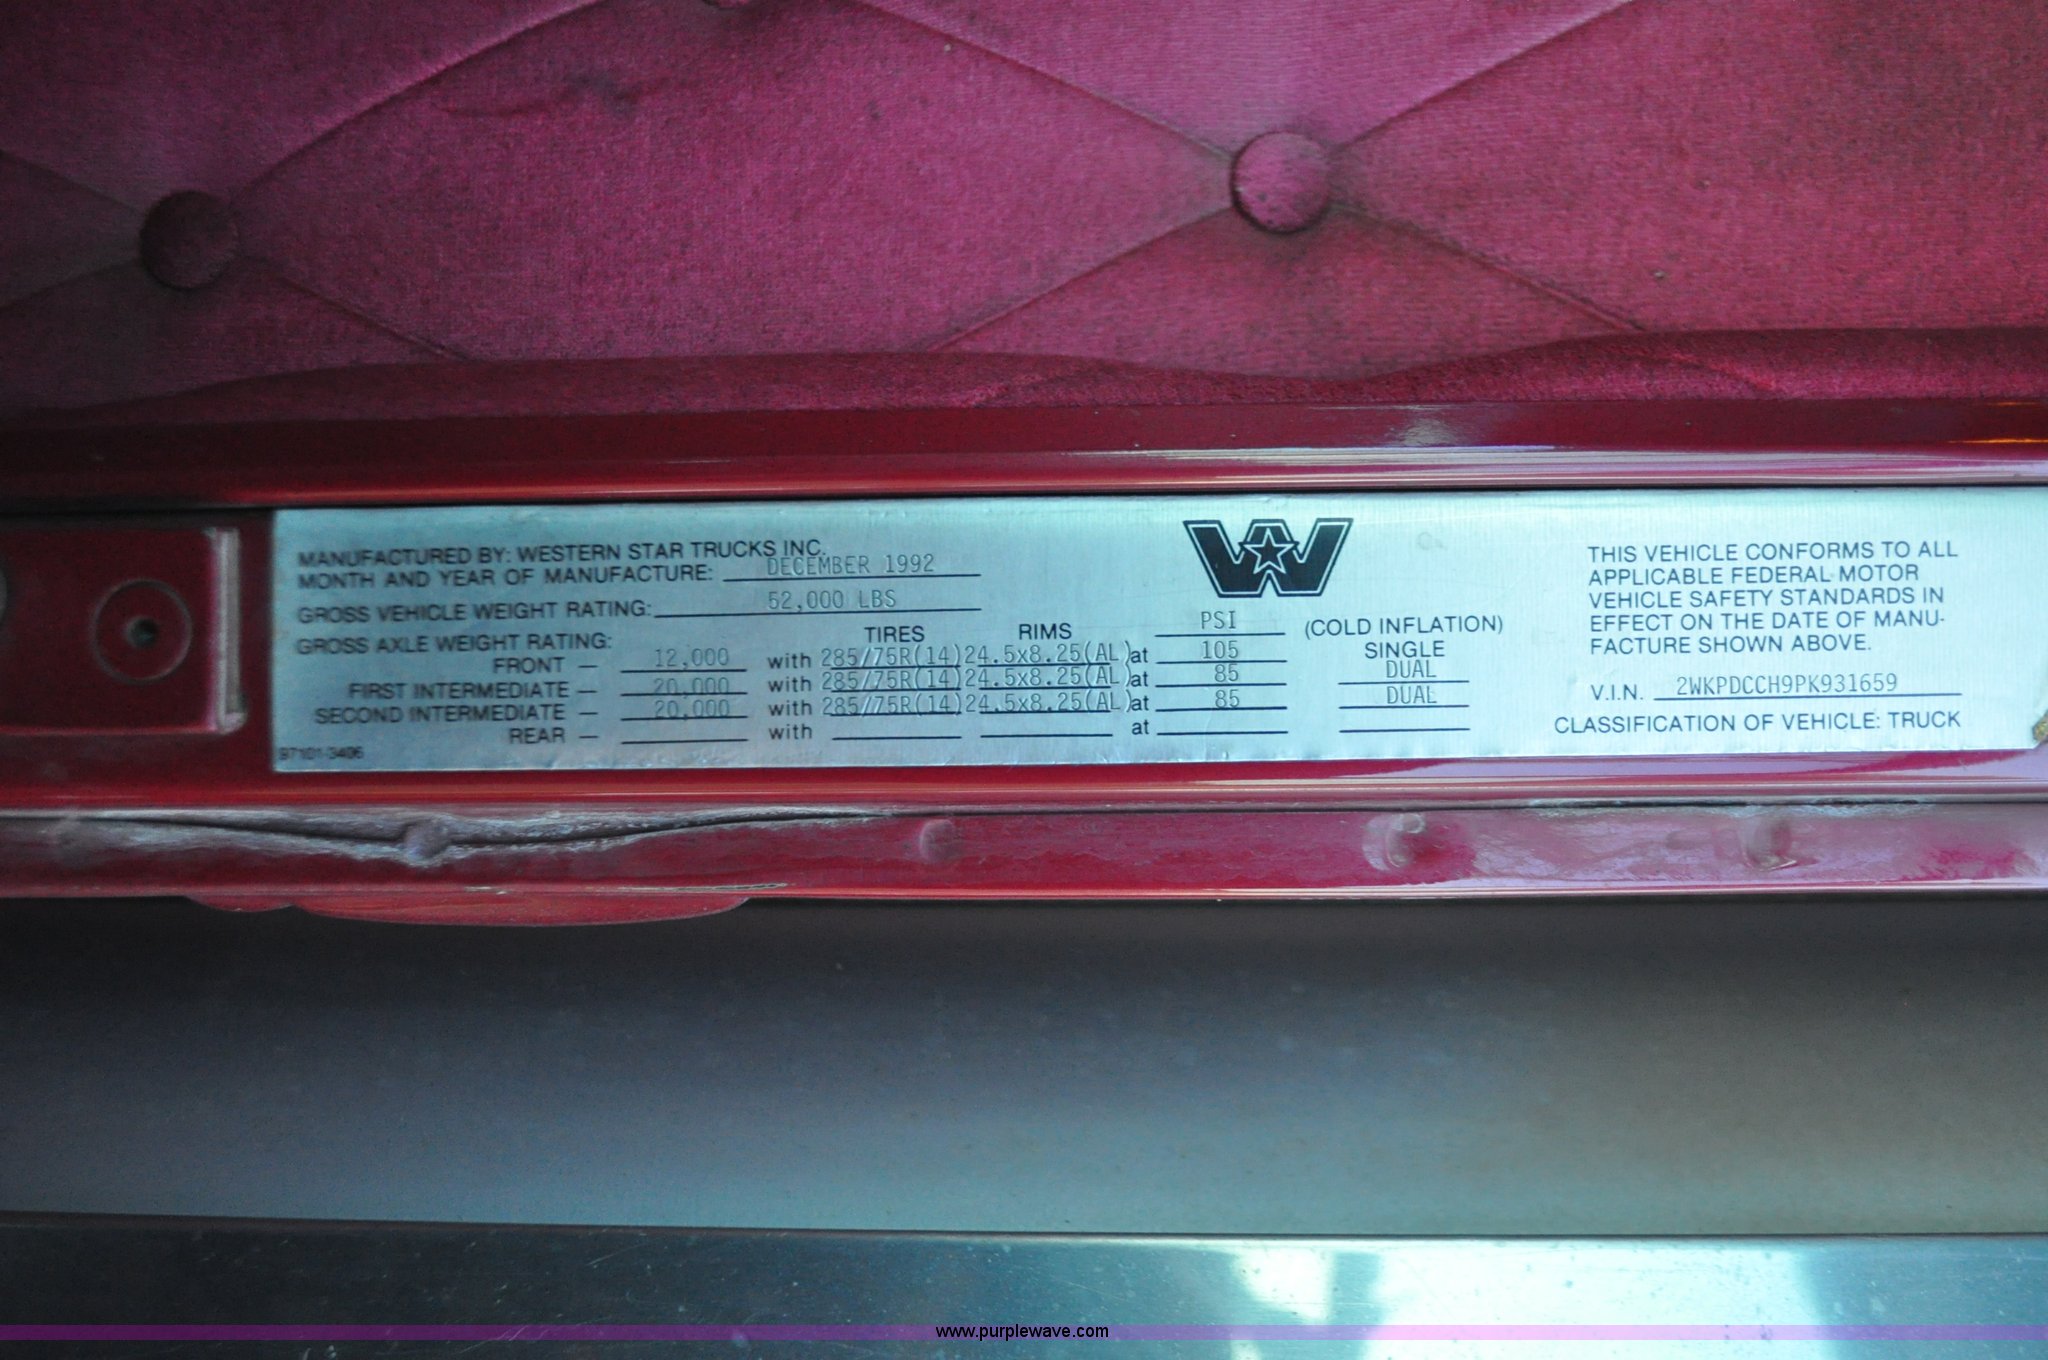 MANUFACTURED BY: WESTERN STAR TRUCKS INC.
MONTH AND YEAR OF MANUFACTURE: DECEMBER 1992
GROSS VEHICLE WEIGHT RATING: 52,000 LBS
GROSS AXLE WEIGHT RATING: TIRES RIMS PSI (COLD INFLATION)
FRONT — 12,000 with 285/75R(14) 24.5x8.25(AL) at 105 SINGLE
FIRST INTERMEDIATE — 20,000 with 285/75R(14) 24.5x8.25(AL) at 85 DUAL
SECOND INTERMEDIATE — 20,000 with 285/75R(14) 24.5x8.25(AL) at 85 DUAL
REAR — with at
97101-3406
W
THIS VEHICLE CONFORMS TO ALL
APPLICABLE FEDERAL MOTOR
VEHICLE SAFETY STANDARDS IN
EFFECT ON THE DATE OF MANU-
FACTURE SHOWN ABOVE.
V.I.N. 2WKPDCCH9PK931659
CLASSIFICATION OF VEHICLE: TRUCK
www.purplewave.com